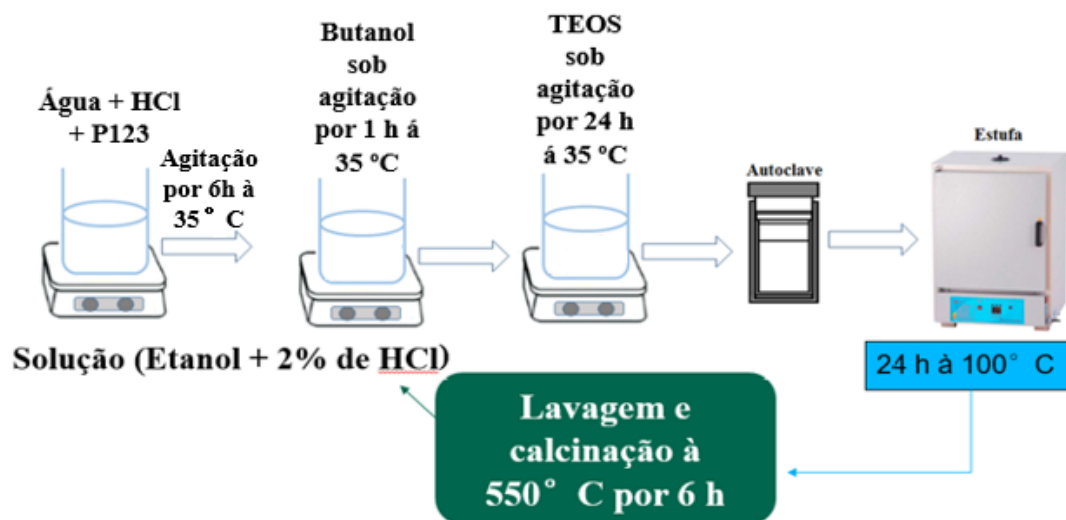 Água + HCl
+ P123
Agitação
por 6h à
35° C
Butanol
sob
agitação
por 1 h á
35 ºC
TEOS
sob
agitação
por 24 h
á 35 ºC
Autoclave
Estufa
24 h à 100° C
Solução (Etanol + 2% de HCl)
Lavagem e
calcinação à
550° C por 6 h